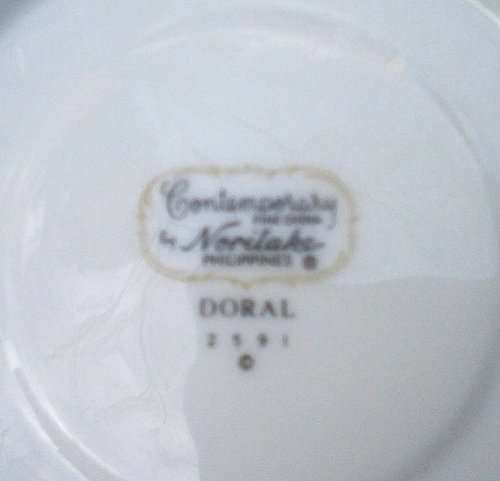 Contemporary
FINE CHINA
by Noritake
PHILIPPINES ®
DORAL
2591
©